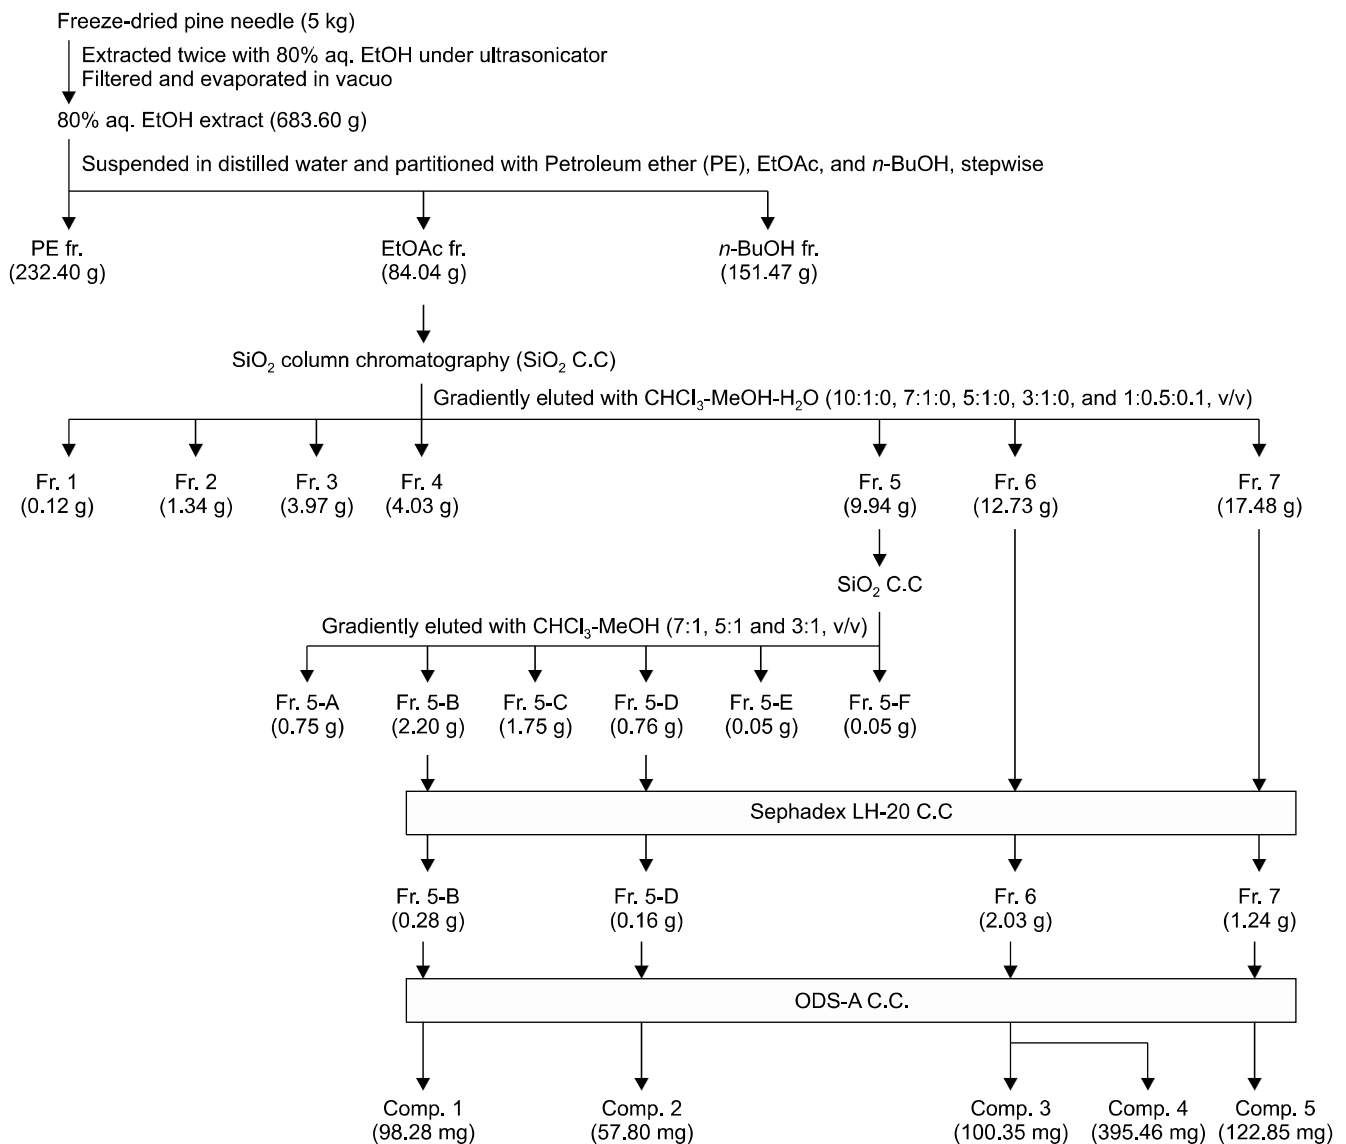 Freeze-dried pine needle (5 kg)
Extracted twice with 80% aq. EtOH under ultrasonicator
Filtered and evaporated in vacuo
80% aq. EtOH extract (683.60 g)
Suspended in distilled water and partitioned with Petroleum ether (PE), EtOAc, and n-BuOH, stepwise
PE fr. EtOAc fr. n-BuOH fr.
(232.40 g) (84.04 g) (151.47 g)
SiO₂ column chromatography (SiO₂ C.C)
Gradiently eluted with CHCl₃-MeOH-H₂O (10:1:0, 7:1:0, 5:1:0, 3:1:0, and 1:0.5:0.1, v/v)
Fr. 1 Fr. 2 Fr. 3 Fr. 4 Fr. 5 Fr. 6 Fr. 7
(0.12 g) (1.34 g) (3.97 g) (4.03 g) (9.94 g) (12.73 g) (17.48 g)
SiO₂ C.C
Gradiently eluted with CHCl₃-MeOH (7:1, 5:1 and 3:1, v/v)
Fr. 5-A Fr. 5-B Fr. 5-C Fr. 5-D Fr. 5-E Fr. 5-F
(0.75 g) (2.20 g) (1.75 g) (0.76 g) (0.05 g) (0.05 g)
Sephadex LH-20 C.C
Fr. 5-B Fr. 5-D Fr. 6 Fr. 7
(0.28 g) (0.16 g) (2.03 g) (1.24 g)
ODS-A C.C.
Comp. 1 Comp. 2 Comp. 3 Comp. 4 Comp. 5
(98.28 mg) (57.80 mg) (100.35 mg) (395.46 mg) (122.85 mg)